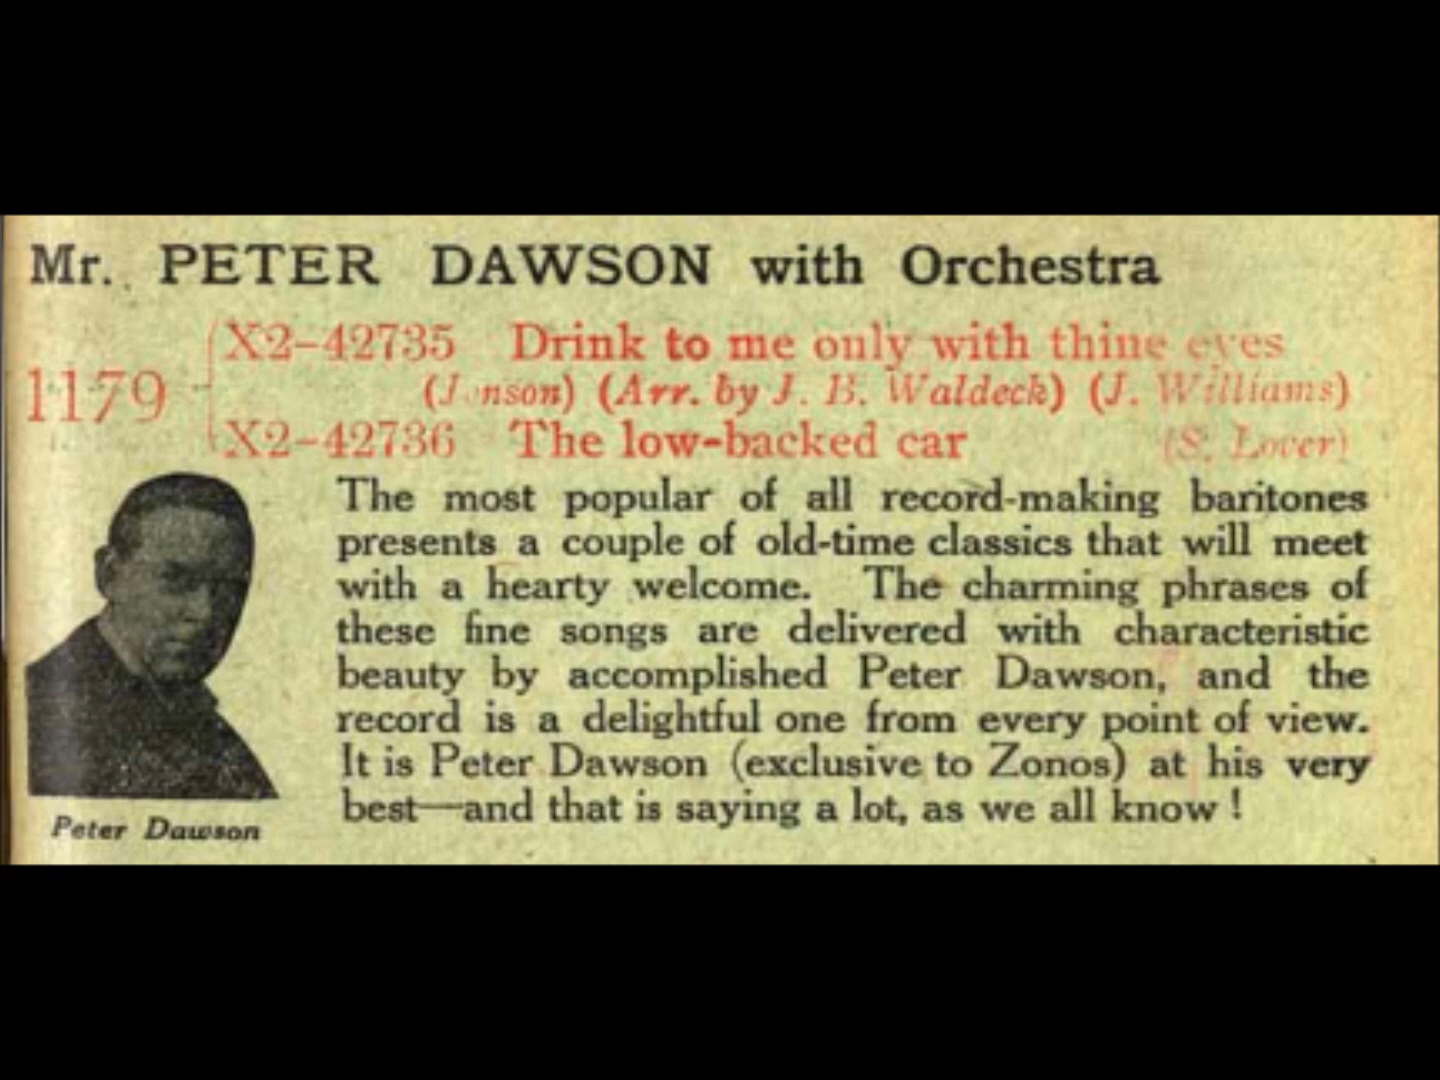 Mr. PETER DAWSON with Orchestra
X2-42735 Drink to me only with thine eyes
1179
(Jonson) (Arr. by J. B. Waldeck) (J. Williams)
X2-42736 The low-backed car (S. Lover)
The most popular of all record-making baritones
presents a couple of old-time classics that will meet
with a hearty welcome. The charming phrases of
these fine songs are delivered with characteristic
beauty by accomplished Peter Dawson, and the
record is a delightful one from every point of view.
It is Peter Dawson (exclusive to Zonos) at his very
best—and that is saying a lot, as we all know !
Peter Dawson